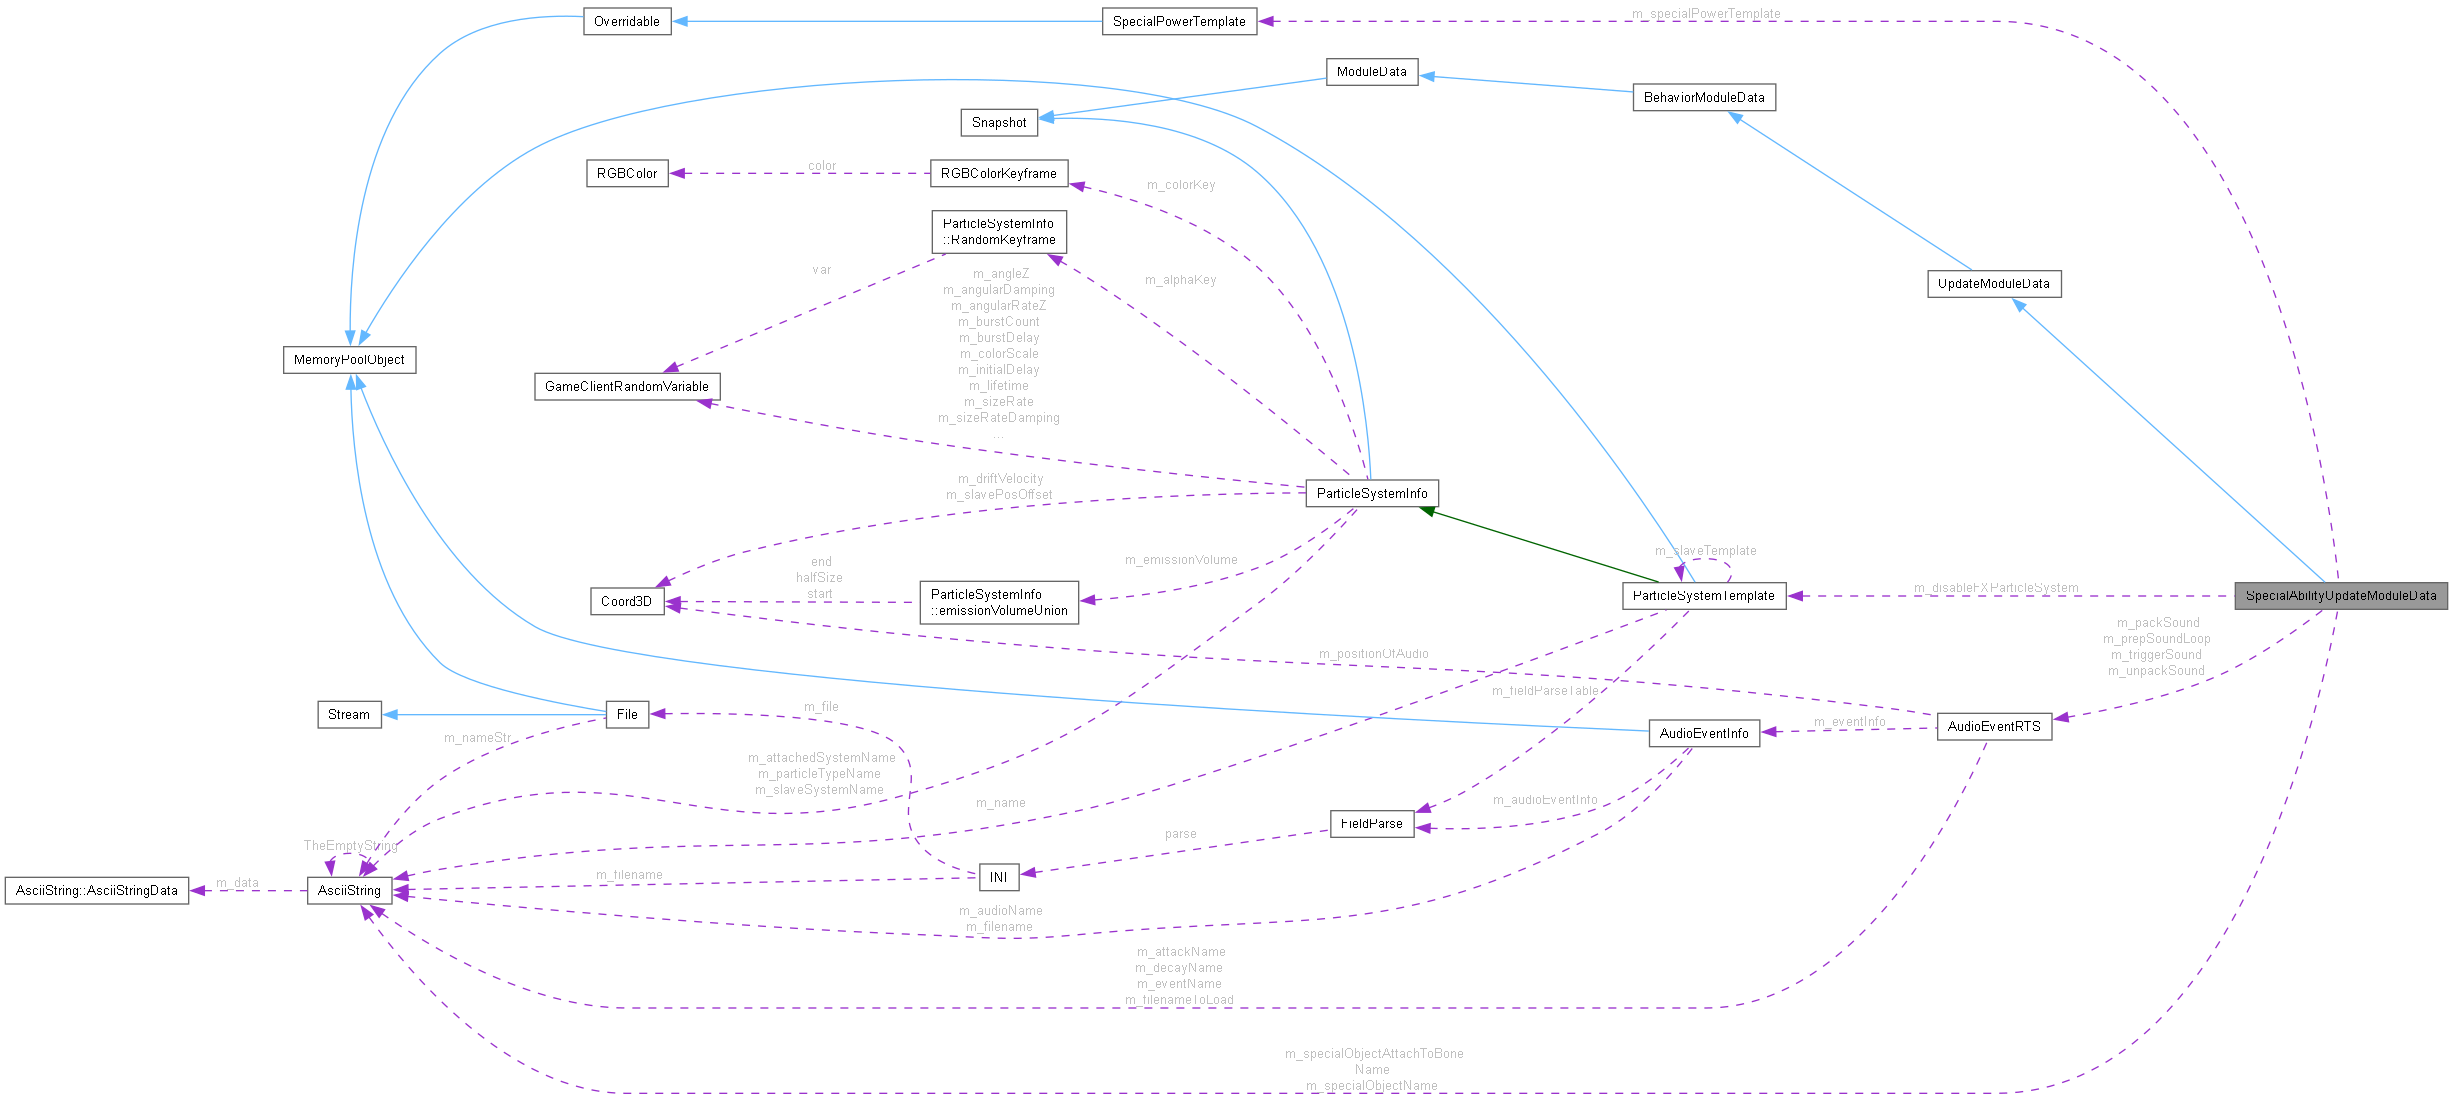 Overridable
SpecialPowerTemplate
m_specialPowerTemplate
ModuleData
BehaviorModuleData
Snapshot
RGBColor
color
RGBColorKeyframe
m_colorKey
ParticleSystemInfo
::RandomKeyframe
var
m_alphaKey
m_angleZ
m_angularDamping
m_angularRateZ
m_burstCount
m_burstDelay
m_colorScale
m_initialDelay
m_lifetime
m_sizeRate
m_sizeRateDamping
...
UpdateModuleData
MemoryPoolObject
GameClientRandomVariable
m_driftVelocity
m_slavePosOffset
ParticleSystemInfo
m_slaveTemplate
m_emissionVolume
end
halfSize
start
Coord3D
ParticleSystemInfo
::emissionVolumeUnion
ParticleSystemTemplate
m_disableFXParticleSystem
SpecialAbilityUpdateModuleData
m_packSound
m_prepSoundLoop
m_triggerSound
m_unpackSound
m_positionOfAudio
m_fieldParseTable
Stream
File
m_file
m_nameStr
AudioEventInfo
m_eventInfo
AudioEventRTS
m_attachedSystemName
m_particleTypeName
m_slaveSystemName
m_name
m_audioEventInfo
FieldParse
parse
TheEmptyString
AsciiString::AsciiStringData
m_data
AsciiString
m_filename
INI
m_audioName
m_filename
m_attackName
m_decayName
m_eventName
m_filenameToLoad
m_specialObjectAttachToBone
Name
m_specialObjectName